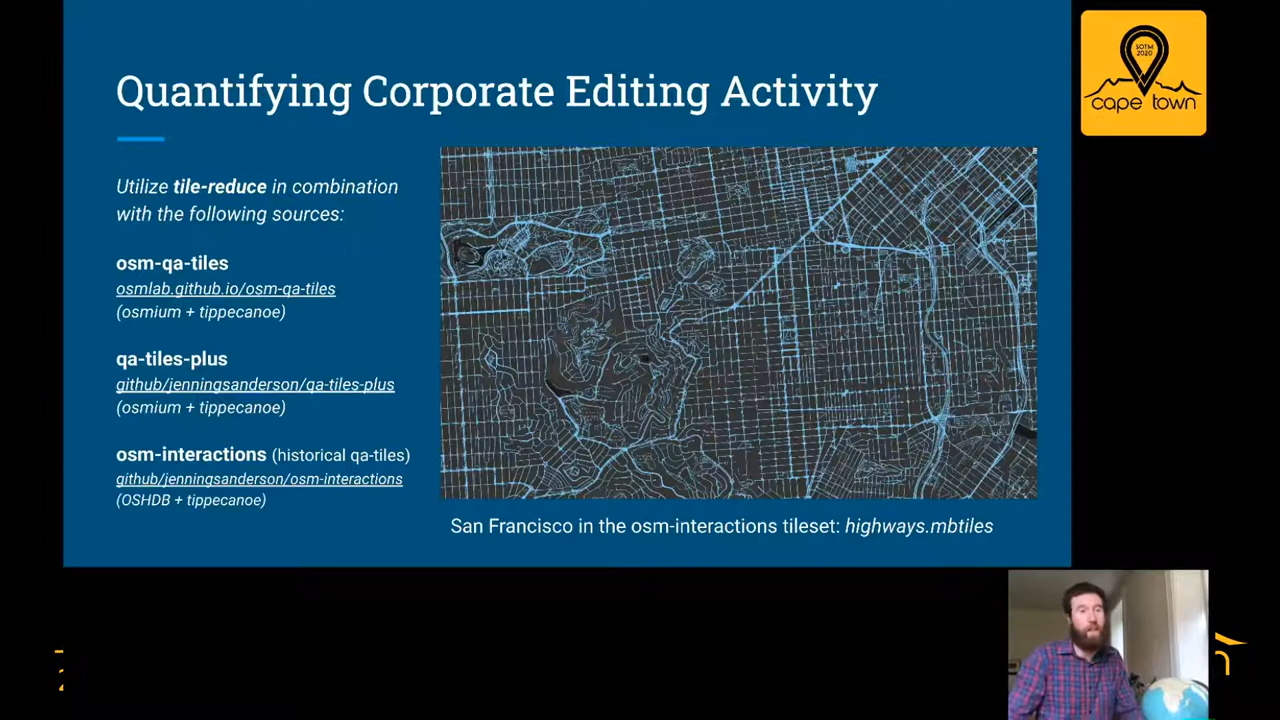 Quantifying Corporate Editing Activity
Utilize tile-reduce in combination
with the following sources:
osm-qa-tiles
osmlab.github.io/osm-qa-tiles
(osmium + tippecanoe)
qa-tiles-plus
github/jenningsanderson/qa-tiles-plus
(osmium + tippecanoe)
osm-interactions (historical qa-tiles)
github/jenningsanderson/osm-interactions
(OSHDB + tippecanoe)
San Francisco in the osm-interactions tileset: highways.mbtiles
SOTM
2020
cape town